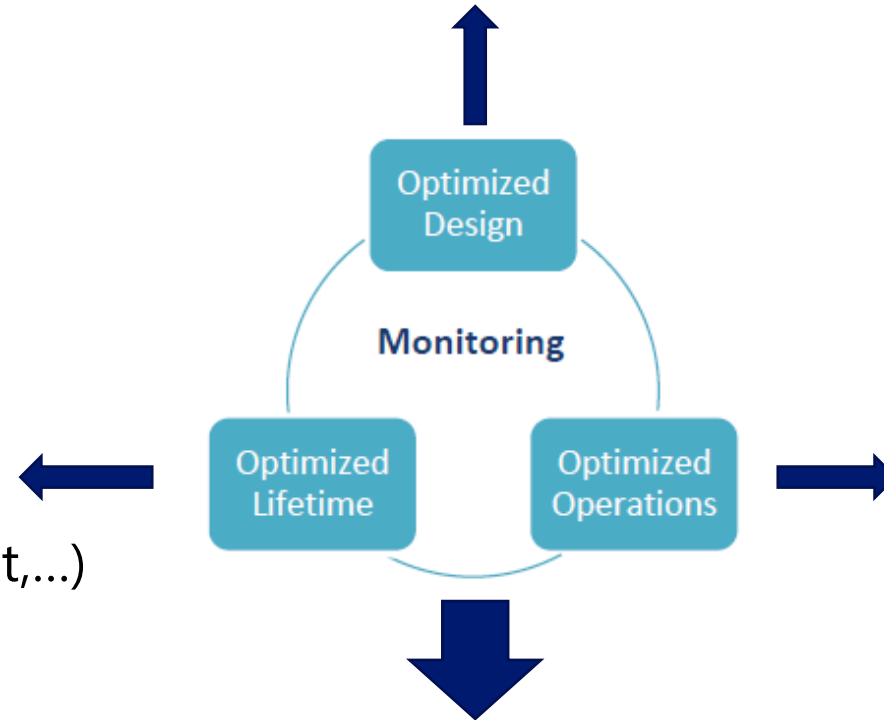 Optimized
Design
Monitoring
Optimized
Lifetime
Optimized
Operations
t,...)